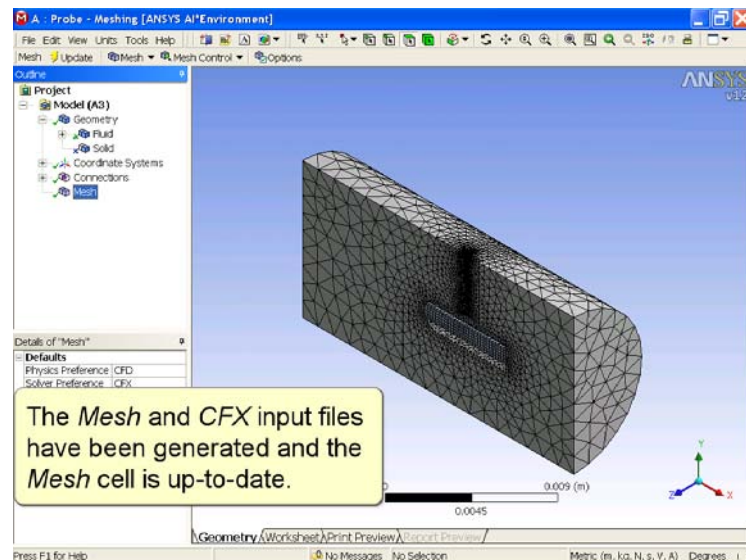 A : Probe - Meshing [ANSYS AI*Environment]
File Edit View Units Tools Help
Mesh Update Mesh Mesh Control Options
Outline
Project
Model (A3)
Geometry
Fluid
Solid
Coordinate Systems
Connections
Mesh
ANSYS
v12
Details of "Mesh"
Defaults
Physics Preference CFD
Solver Preference CFX
The Mesh and CFX input files
have been generated and the
Mesh cell is up-to-date.
0.009 (m)
0.0045
Y
Z X
Geometry Worksheet Print Preview Report Preview
Press F1 for Help No Messages No Selection Metric (m, kg, N, s, V, A) Degrees